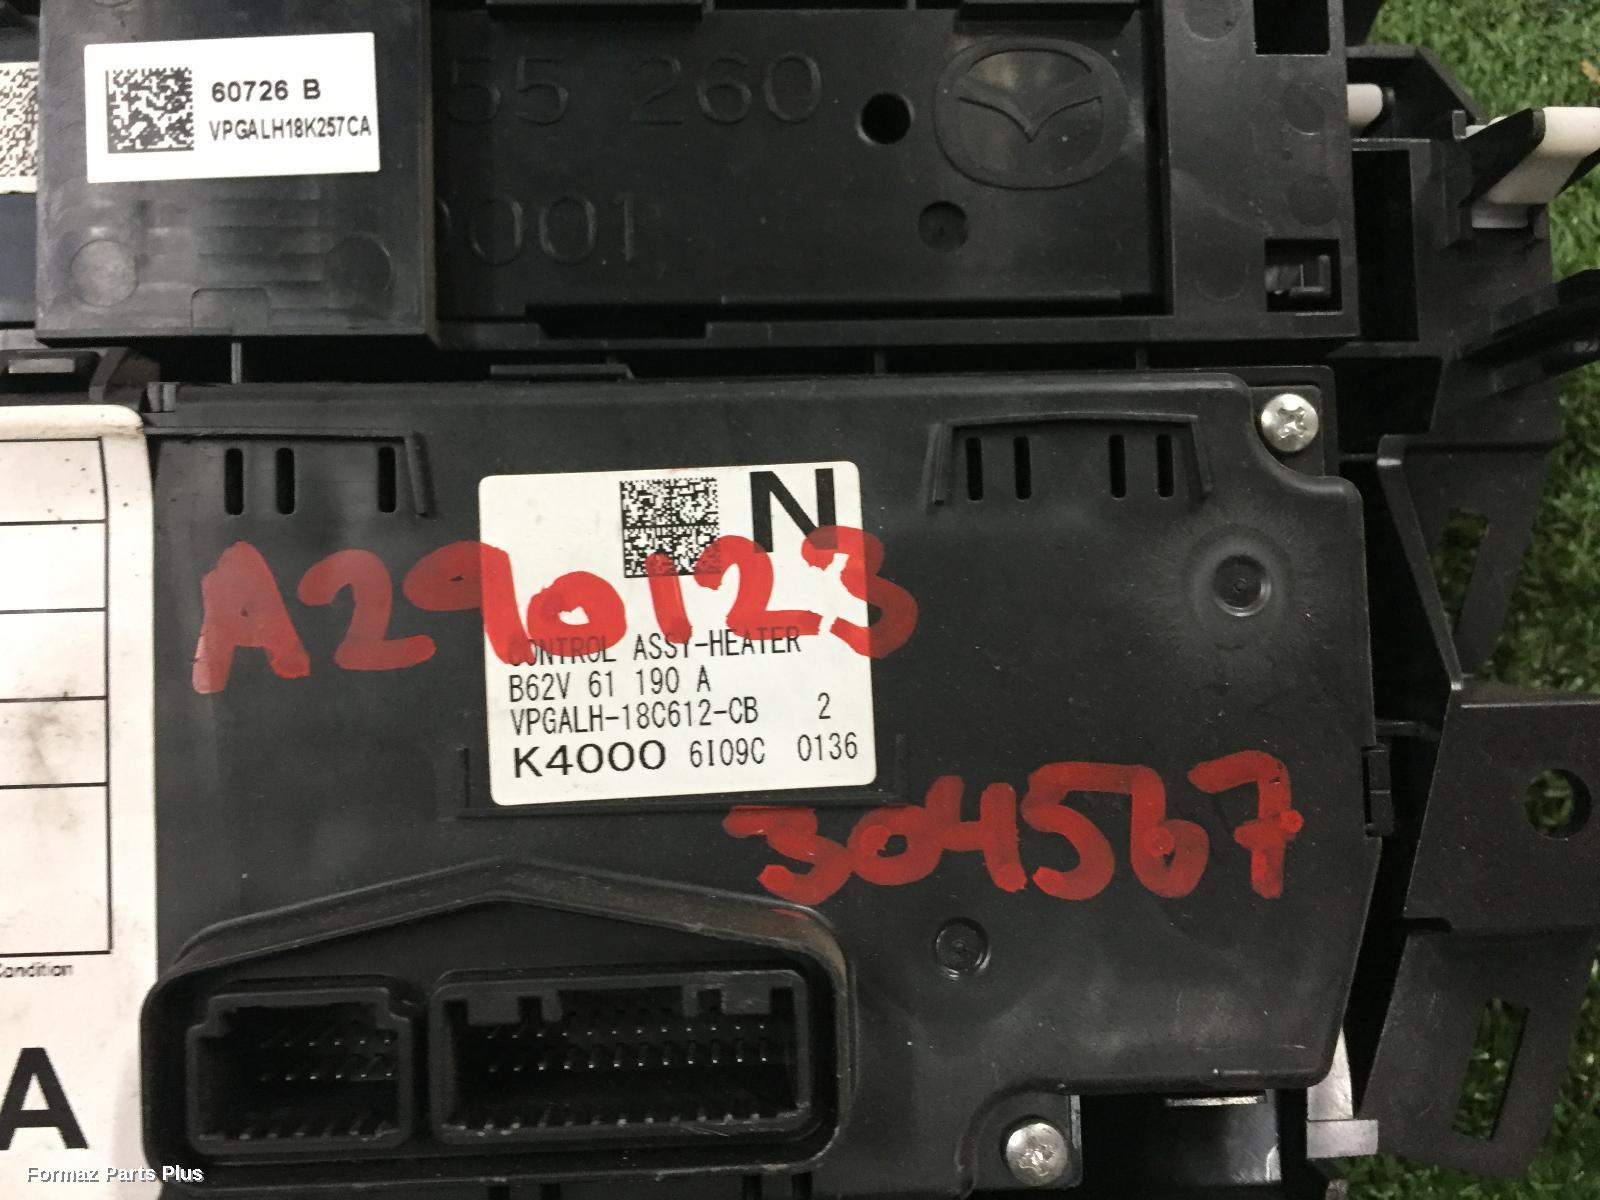 60726 B
VPGALH18K257CA
55 260
001
N
A290123
CONTROL ASSY-HEATER
B62V 61 190 A
VPGALH-18C612-CB 2
K4000 6I09C 0136
304567
Condition
A
Formaz Parts Plus